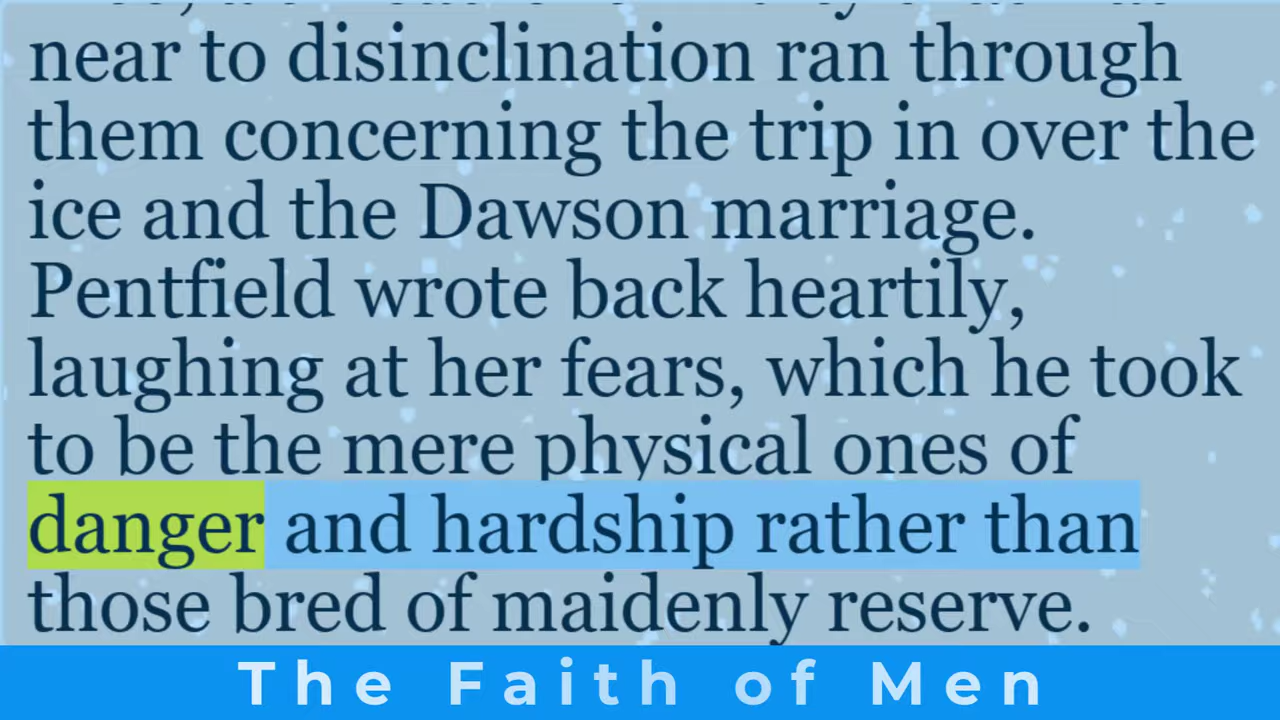 near to disinclination ran through
them concerning the trip in over the
ice and the Dawson marriage.
Pentfield wrote back heartily,
laughing at her fears, which he took
to be the mere physical ones of
danger and hardship rather than
those bred of maidenly reserve.
The Faith of Men